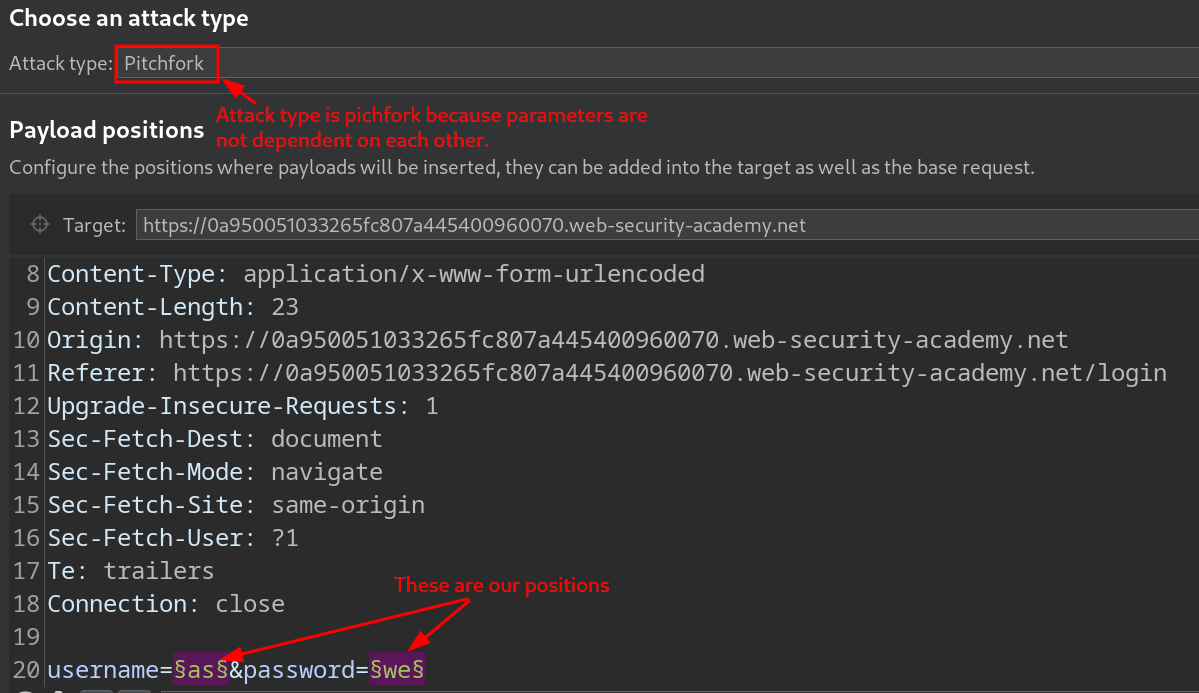 Choose an attack type
Attack type: Pitchfork
Attack type is pichfork because parameters are
not dependent on each other.
Payload positions
Configure the positions where payloads will be inserted, they can be added into the target as well as the base request.
Target: https://0a950051033265fc807a445400960070.web-security-academy.net
8 Content-Type: application/x-www-form-urlencoded
9 Content-Length: 23
10 Origin: https://0a950051033265fc807a445400960070.web-security-academy.net
11 Referer: https://0a950051033265fc807a445400960070.web-security-academy.net/login
12 Upgrade-Insecure-Requests: 1
13 Sec-Fetch-Dest: document
14 Sec-Fetch-Mode: navigate
15 Sec-Fetch-Site: same-origin
16 Sec-Fetch-User: ?1
17 Te: trailers
These are our positions
18 Connection: close
19
20 username=§as§&password=§we§